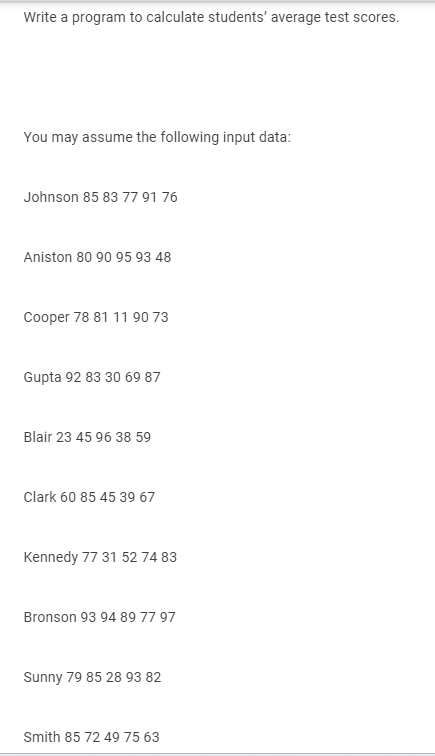 Write a program to calculate students' average test scores.
You may assume the following input data:
Johnson 85 83 77 91 76
Aniston 80 90 95 93 48
Cooper 78 81 11 90 73
Gupta 92 83 30 69 87
Blair 23 45 96 38 59
Clark 60 85 45 39 67
Kennedy 77 31 52 74 83
Bronson 93 94 89 77 97
Sunny 79 85 28 93 82
Smith 85 72 49 75 63